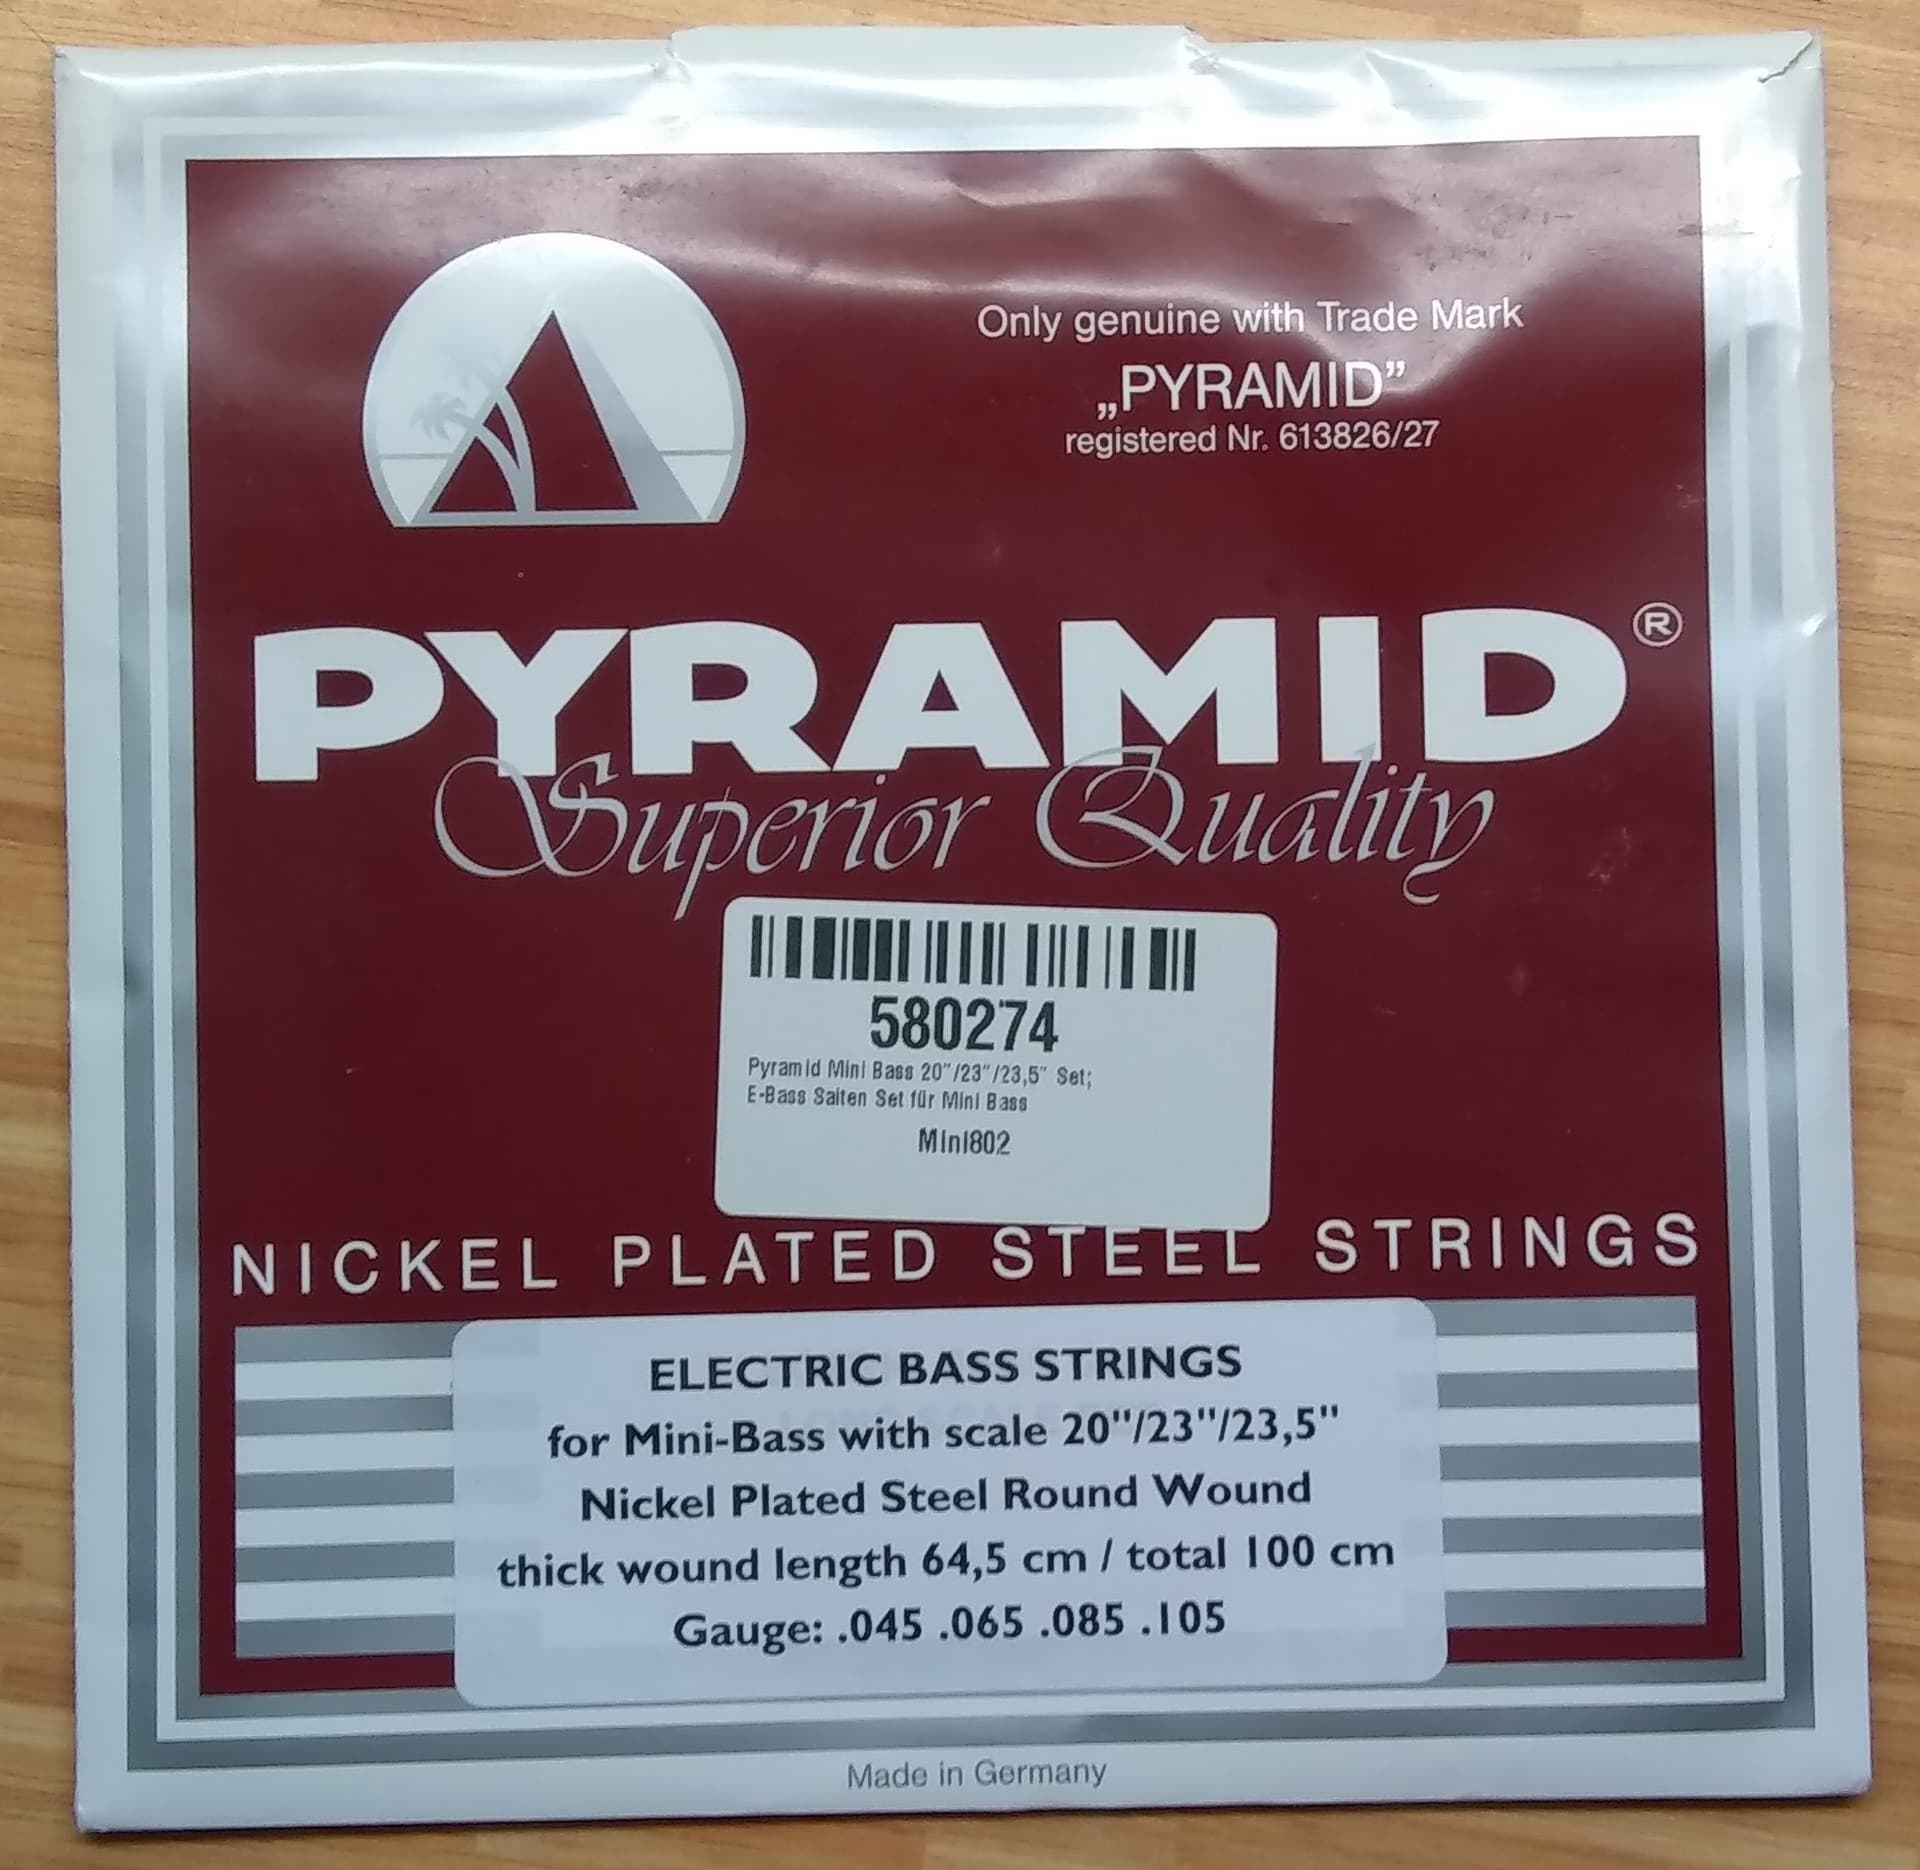 Only genuine with Trade Mark
„PYRAMID”
registered Nr. 613826/27
PYRAMID®
Superior Quality
580274
Pyramid Mini Bass 20"/23"/23,5" Set;
E-Bass Saiten Set für Mini Bass
Mini802
NICKEL PLATED STEEL STRINGS
ELECTRIC BASS STRINGS
for Mini-Bass with scale 20"/23"/23,5"
Nickel Plated Steel Round Wound
thick wound length 64,5 cm / total 100 cm
Gauge: .045 .065 .085 .105
Made in Germany